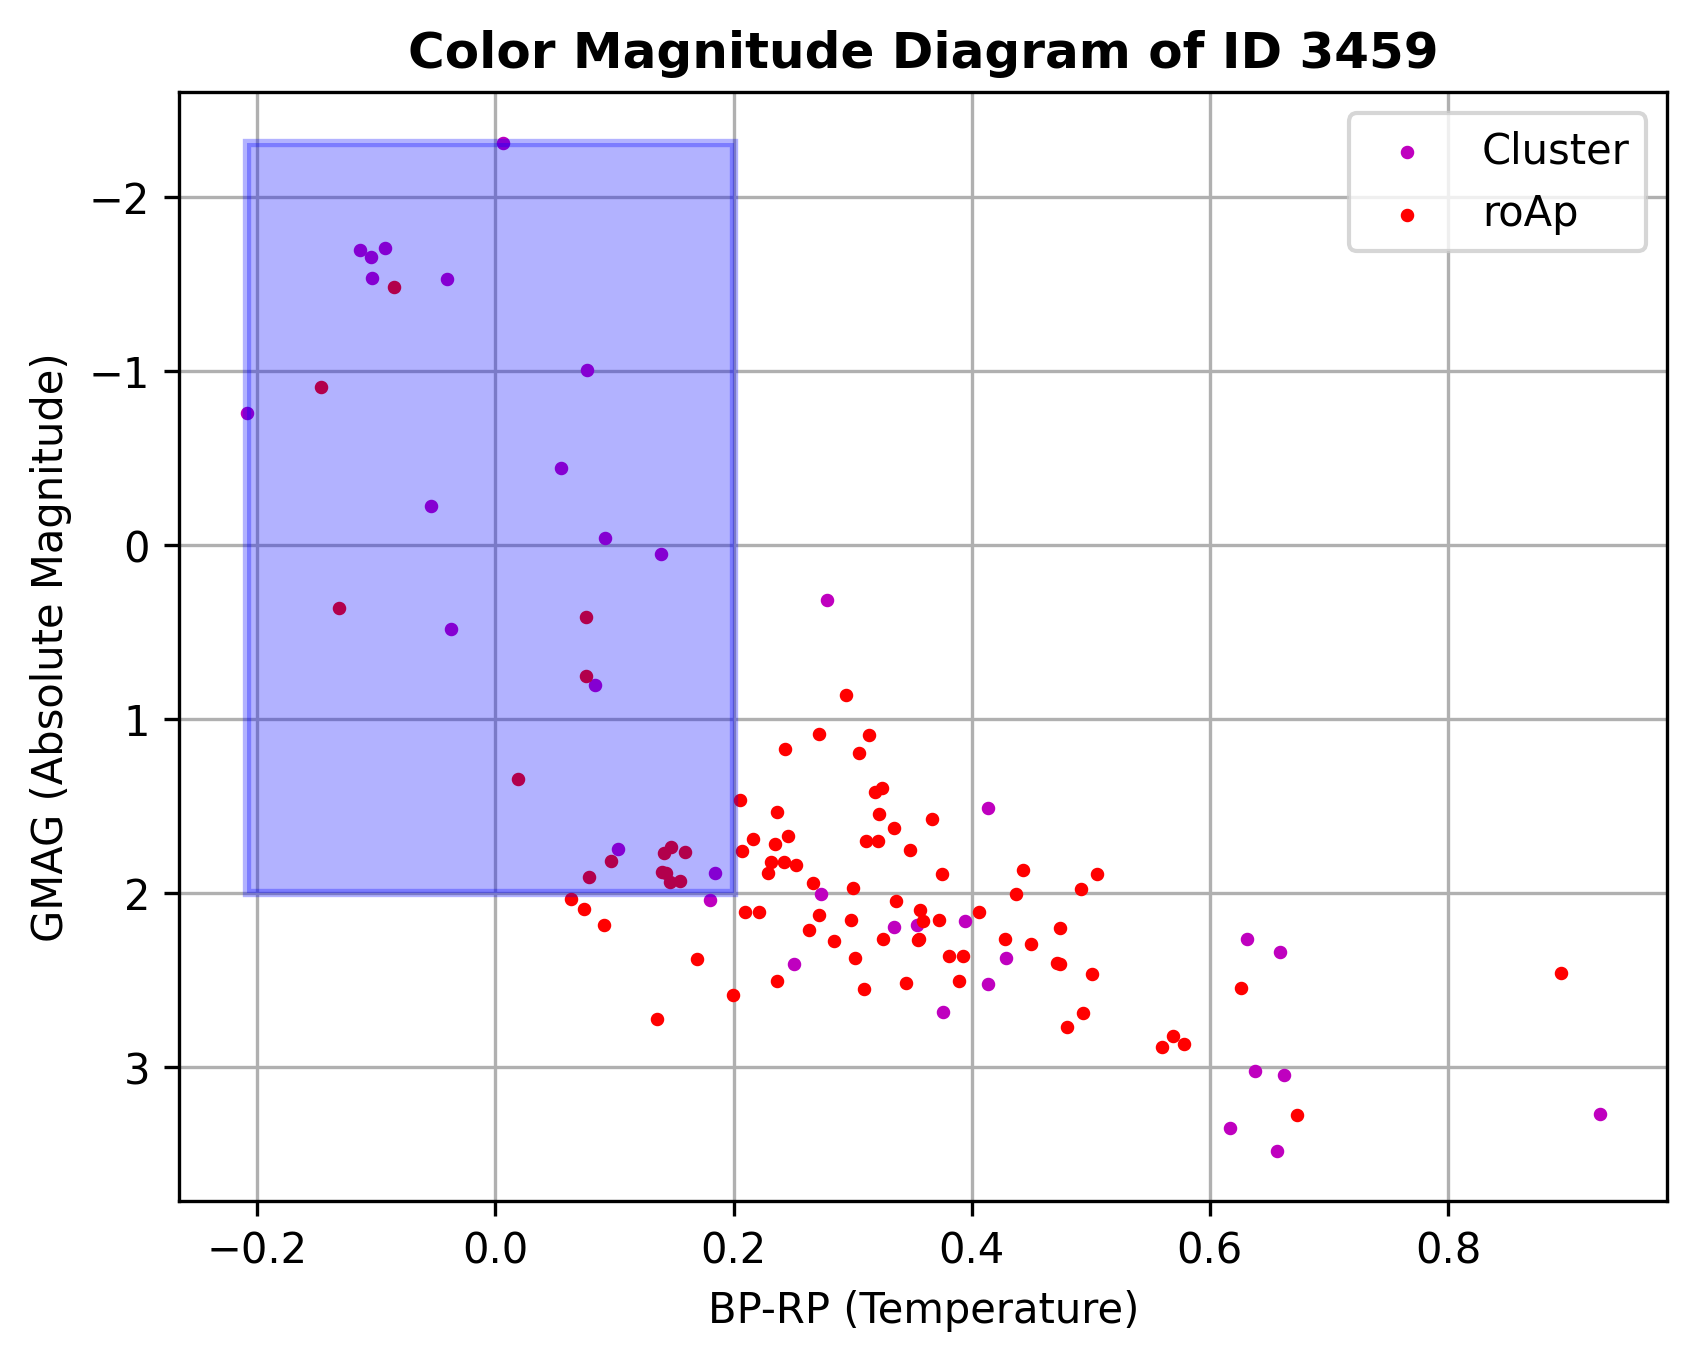 Color Magnitude Diagram of ID 3459
Cluster
roAp
GMAG (Absolute Magnitude)
−2
−1
0
1
2
3
−0.2 0.0 0.2 0.4 0.6 0.8
BP-RP (Temperature)